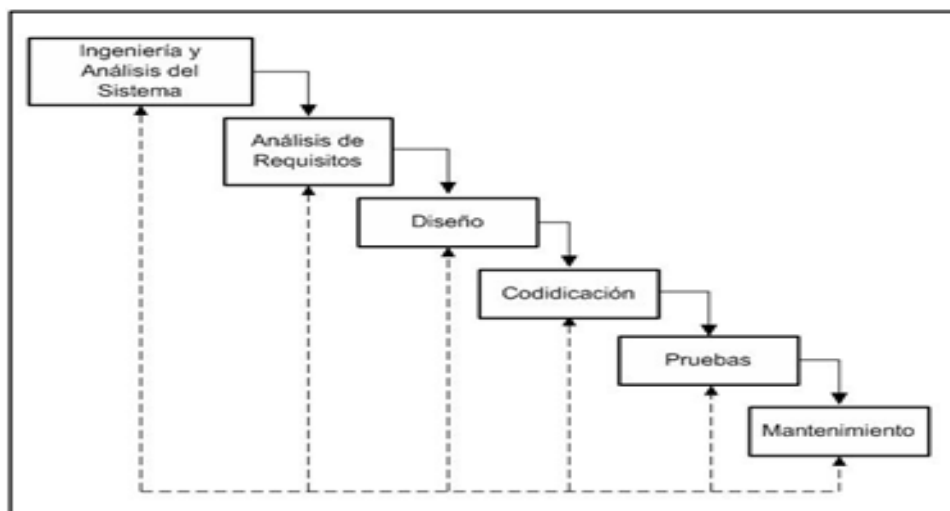 Ingeniería y
Análisis del
Sistema
Análisis de
Requisitos
Diseño
Codidicación
Pruebas
Mantenimiento